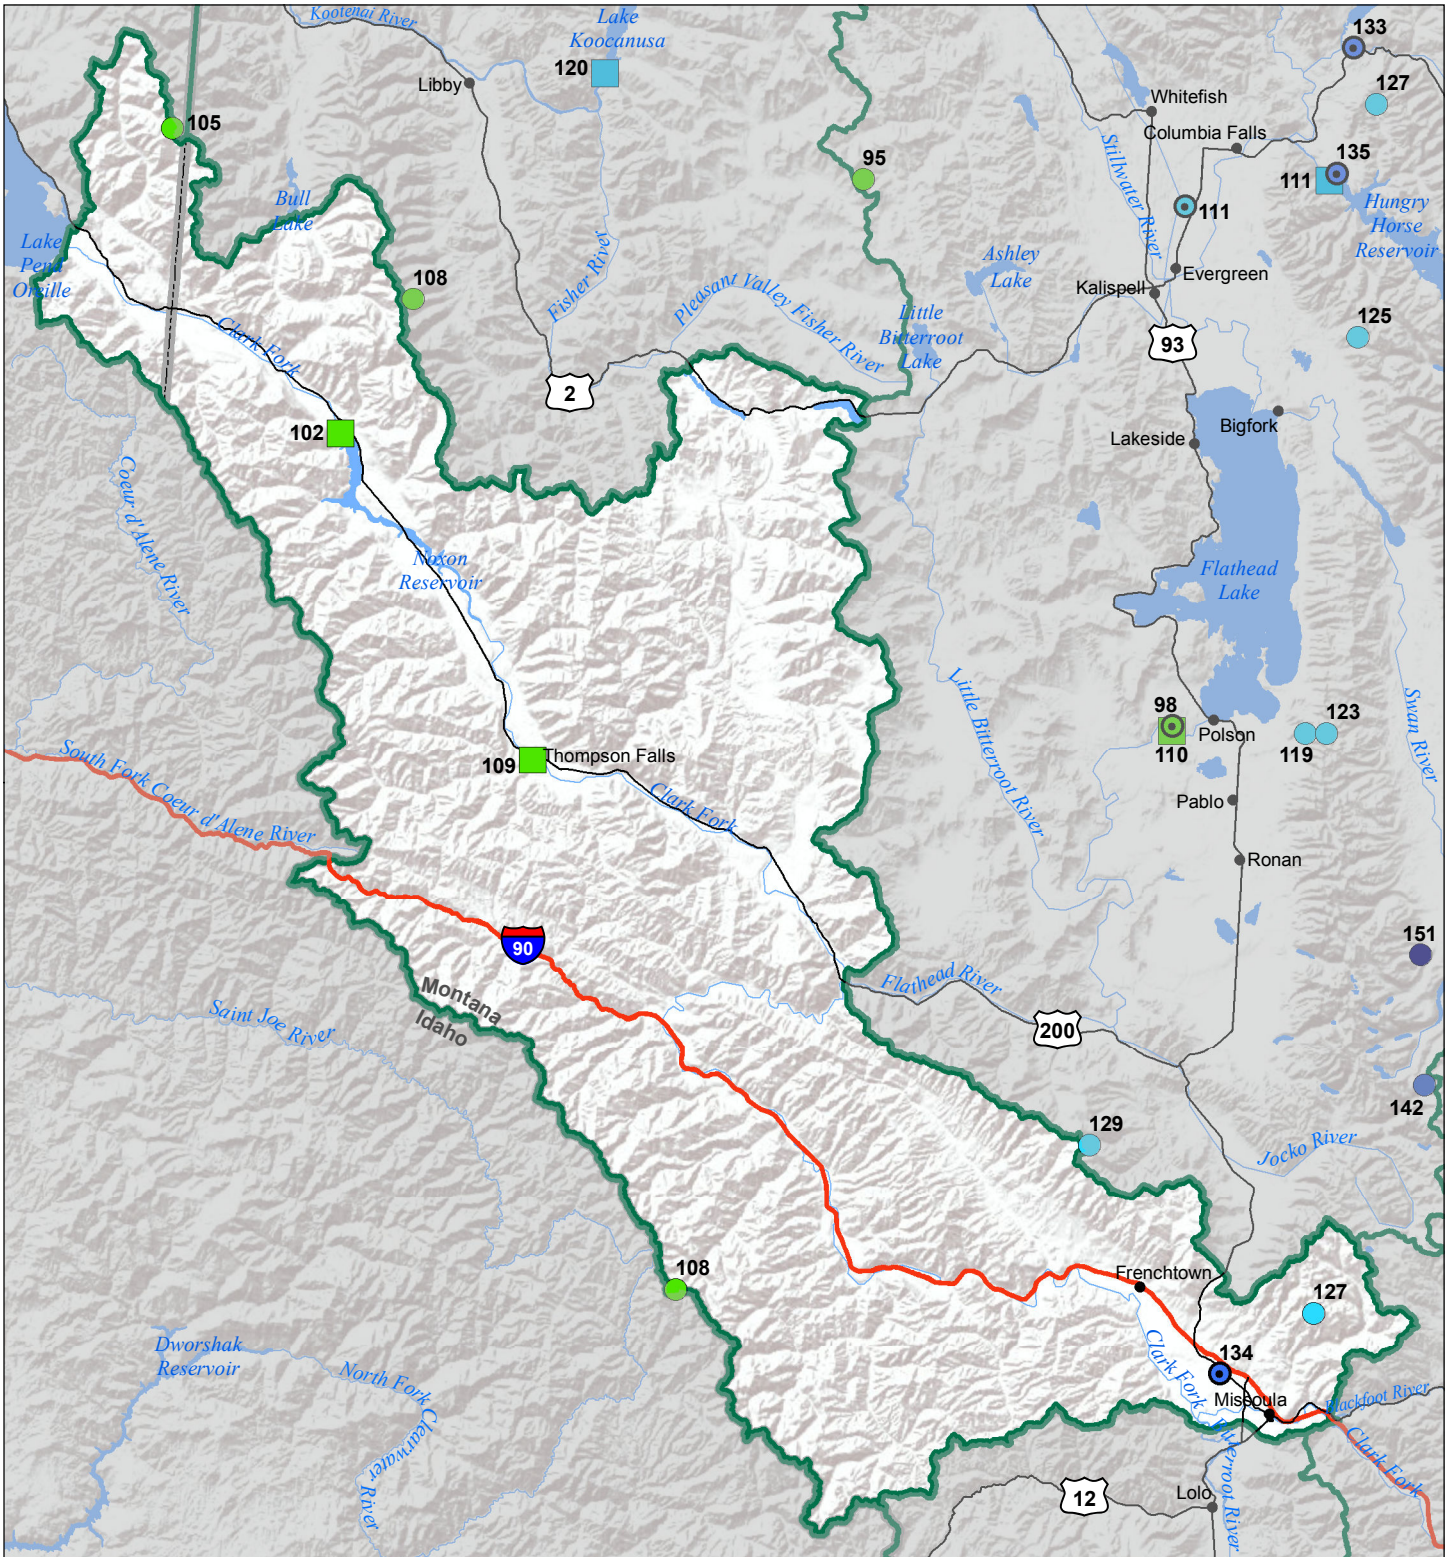 Kootenai River
Lake
Koocanusa
120
Libby
133
127
Whitefish
Columbia Falls
105
95
135
111
Stillwater River
Bull
Lake
111
Hungry
Horse
Reservoir
Lake
Pend
Oreille
108
Fisher River
Pleasant Valley Fisher River
Ashley
Lake
Evergreen
Kalispell
Little
Bitterroot
Lake
125
93
Clark Fork
2
102
Lakeside
Bigfork
Coeur d'Alene River
Noxon
Reservoir
Flathead
Lake
Little Bitterroot River
Swan River
98
110
Polson
123
119
South Fork Coeur d'Alene River
109
Thompson Falls
Clark Fork
Pablo
Ronan
90
151
Montana
Idaho
Flathead River
Saint Joe River
200
142
129
Jocko River
108
Frenchtown
127
Dworshak
Reservoir
134
North Fork Clearwater
River
Clark Fork
Missoula
Blackfoot River
Bitterroot River
Clark Fork
12
Lolo